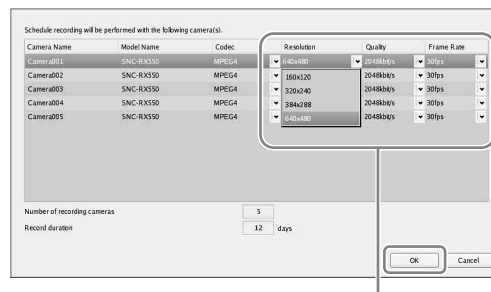 Schedule recording will be performed with the following camera(s).
Camera Name Model Name Codec Resolution Quality Frame Rate
Camera001 SNC-RX550 MPEG4 640x480 2048kbit/s 30fps
Camera002 SNC-RX550 MPEG4 160x120 2048kbit/s 30fps
Camera003 SNC-RX550 MPEG4 320x240 2048kbit/s 30fps
Camera004 SNC-RX550 MPEG4 384x288 2048kbit/s 30fps
Camera005 SNC-RX550 MPEG4 640x480 2048kbit/s 30fps
Number of recording cameras 5
Record duration 12 days
OK Cancel